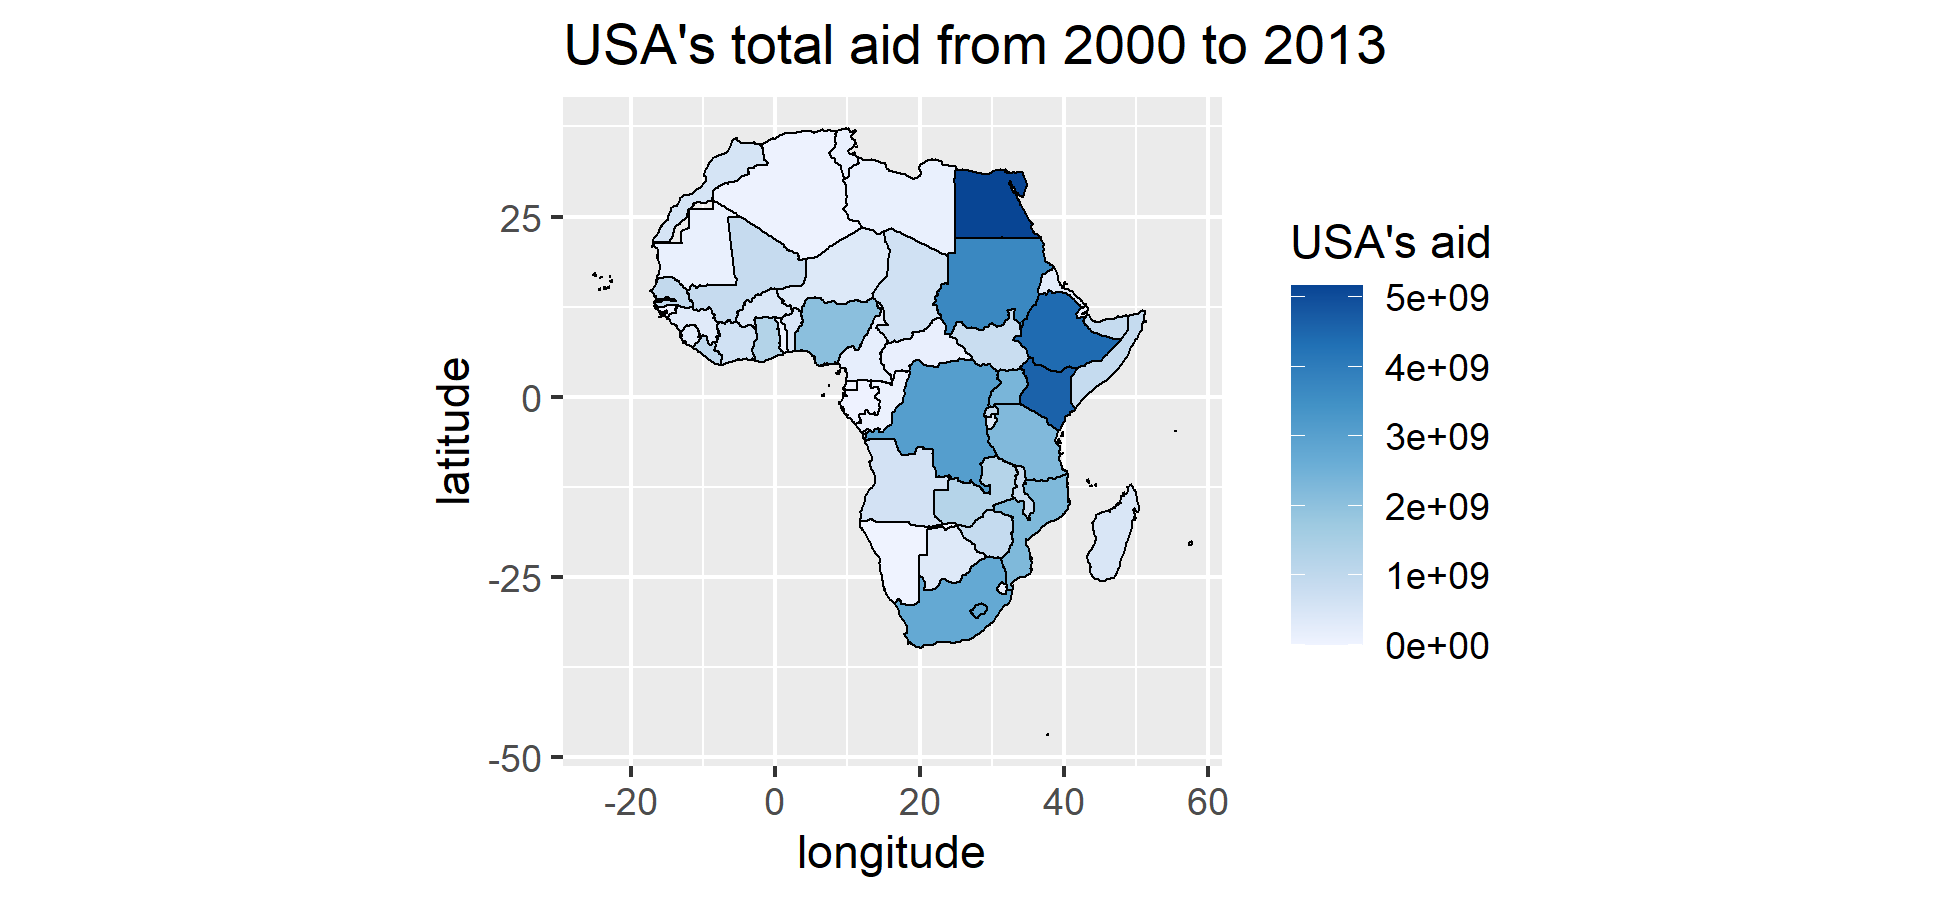 USA's total aid from 2000 to 2013
25
0
-25
-50
latitude
-20 0 20 40 60
longitude
USA's aid
5e+09
4e+09
3e+09
2e+09
1e+09
0e+00